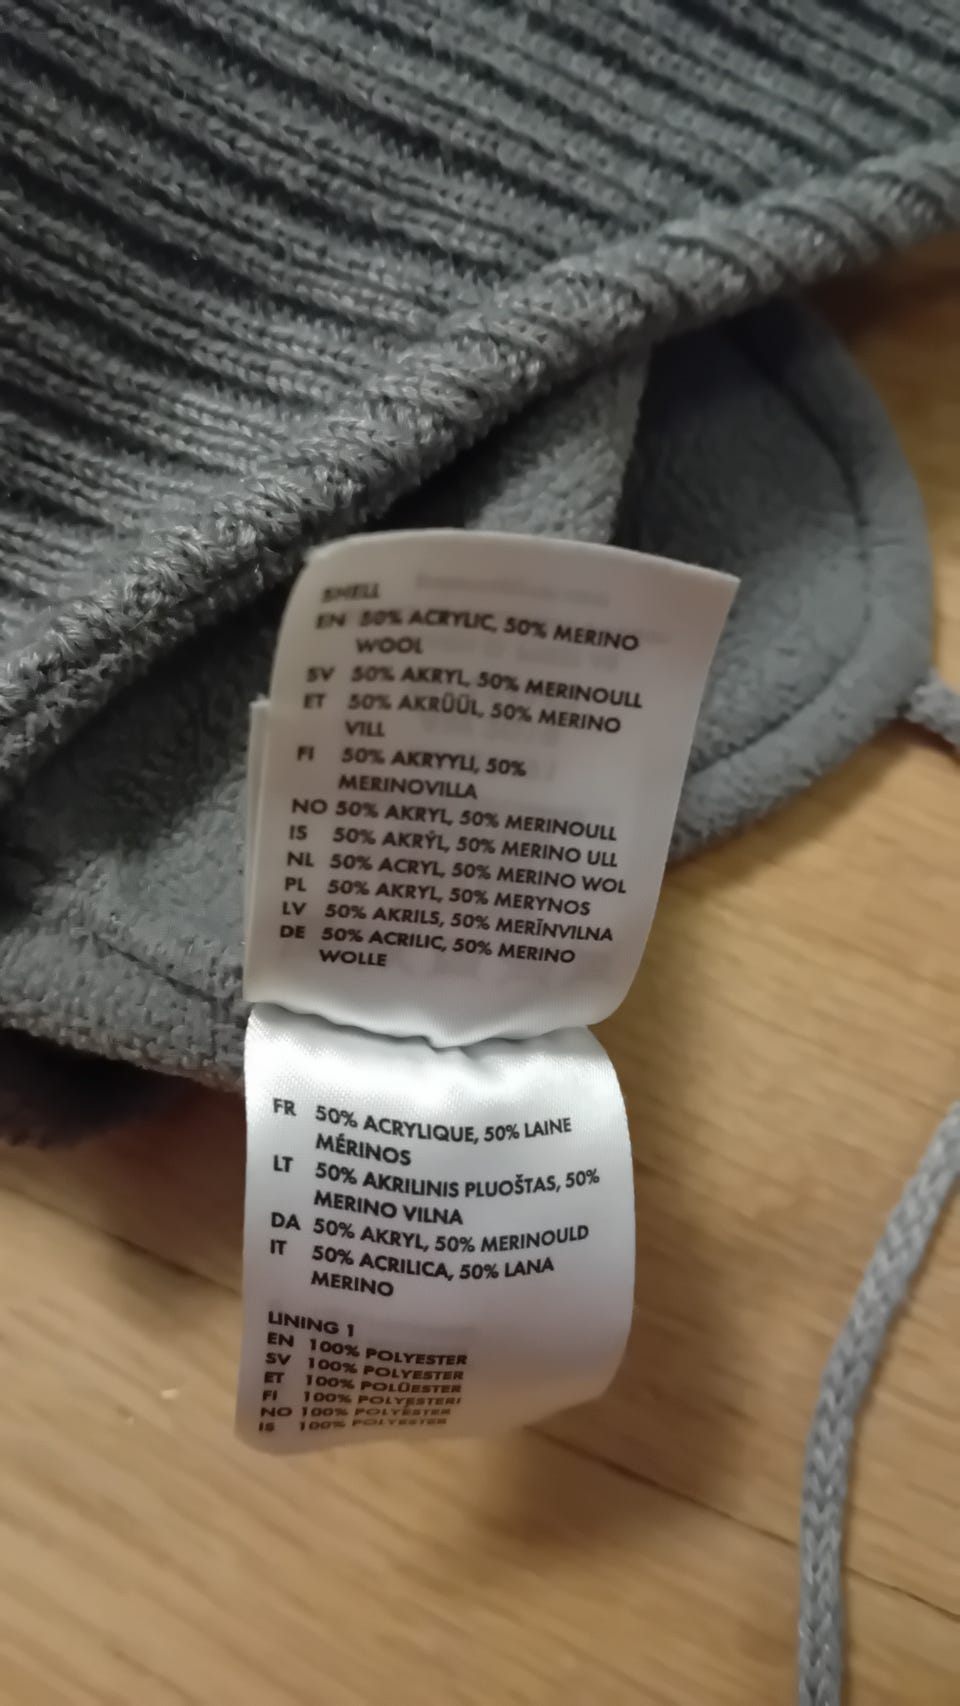 SHELL
EN 50% ACRYLIC, 50% MERINO
WOOL
SV 50% AKRYL, 50% MERINOULL
ET 50% AKRÜÜL, 50% MERINO
VILL
FI 50% AKRYYLI, 50%
MERINOVILLA
NO 50% AKRYL, 50% MERINOULL
IS 50% AKRÝL, 50% MERINO ULL
NL 50% ACRYL, 50% MERINO WOL
PL 50% AKRYL, 50% MERYNOS
LV 50% AKRILS, 50% MERĪNVILNA
DE 50% ACRILIC, 50% MERINO
WOLLE
FR 50% ACRYLIQUE, 50% LAINE
MÉRINOS
LT 50% AKRILINIS PLUOŠTAS, 50%
MERINO VILNA
DA 50% AKRYL, 50% MERINOULD
IT 50% ACRILICA, 50% LANA
MERINO
LINING 1
EN 100% POLYESTER
SV 100% POLYESTER
ET 100% POLÜESTER
FI 100% POLYESTERI
NO 100% POLYESTER
IS 100% POLYESTER